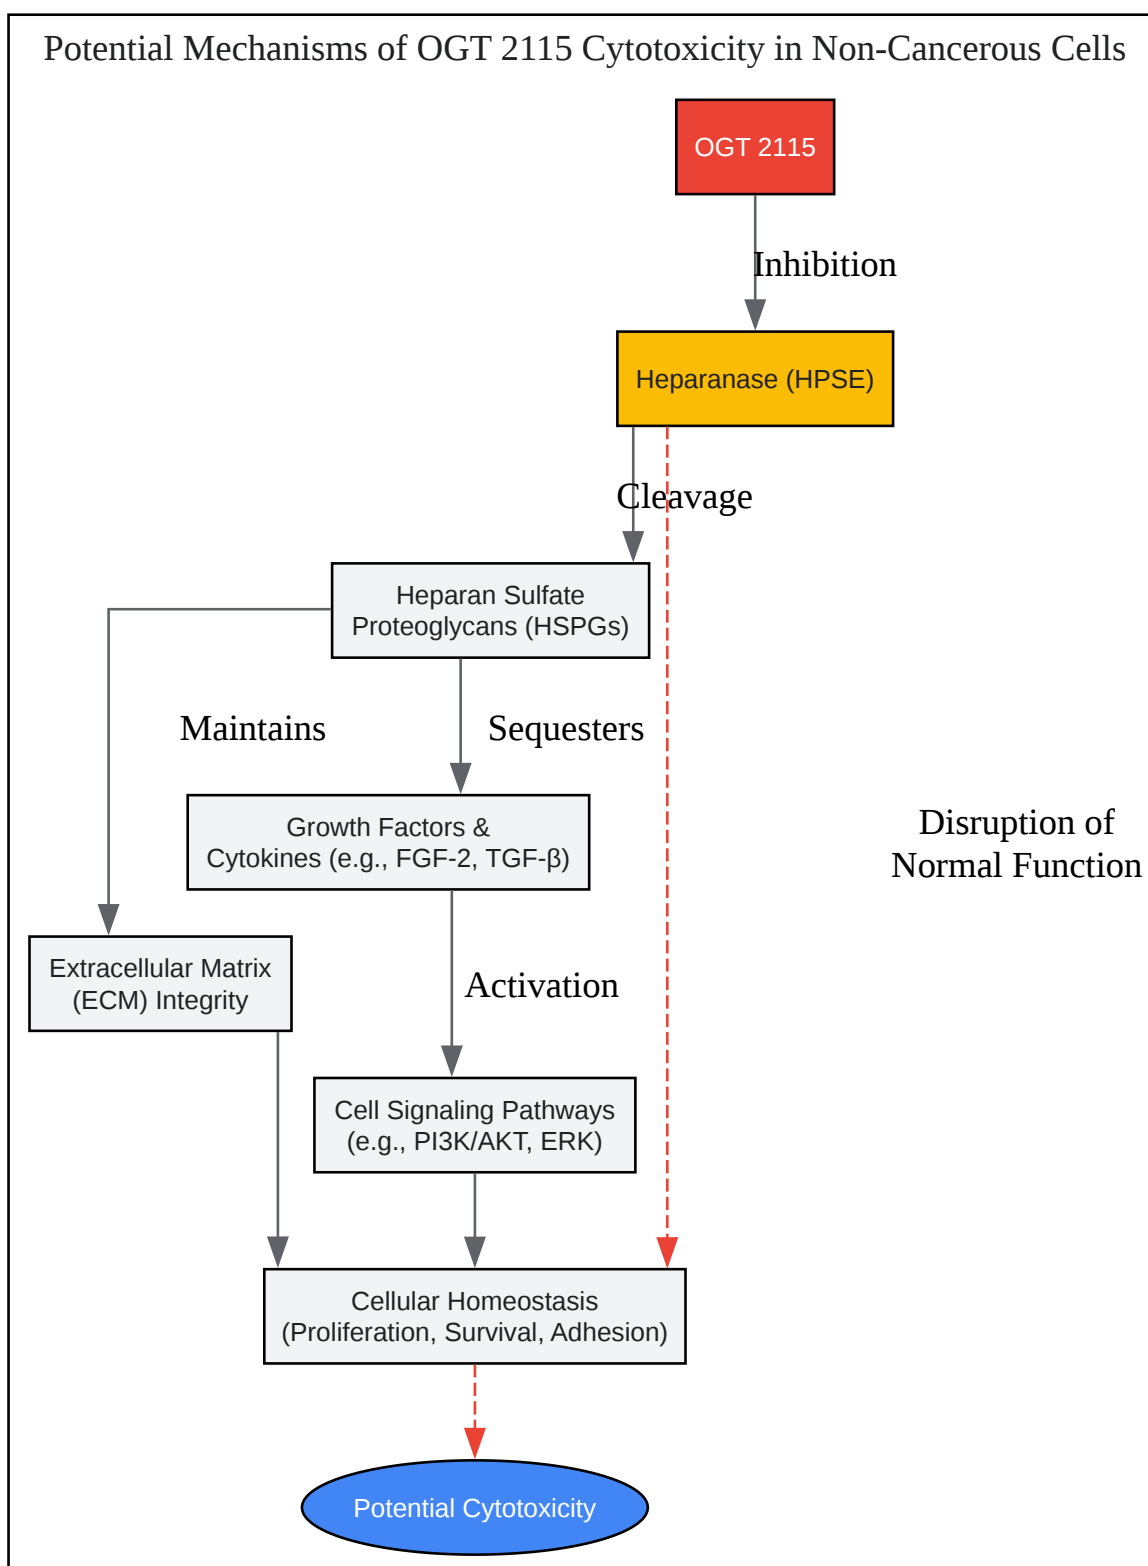 Potential Mechanisms of OGT 2115 Cytotoxicity in Non-Cancerous Cells
OGT 2115
Inhibition
Heparanase (HPSE)
Cleavage
Heparan Sulfate
Proteoglycans (HSPGs)
Maintains
Sequesters
Growth Factors &
Cytokines (e.g., FGF-2, TGF-β)
Disruption of
Normal Function
Extracellular Matrix
(ECM) Integrity
Activation
Cell Signaling Pathways
(e.g., PI3K/AKT, ERK)
Cellular Homeostasis
(Proliferation, Survival, Adhesion)
Potential Cytotoxicity